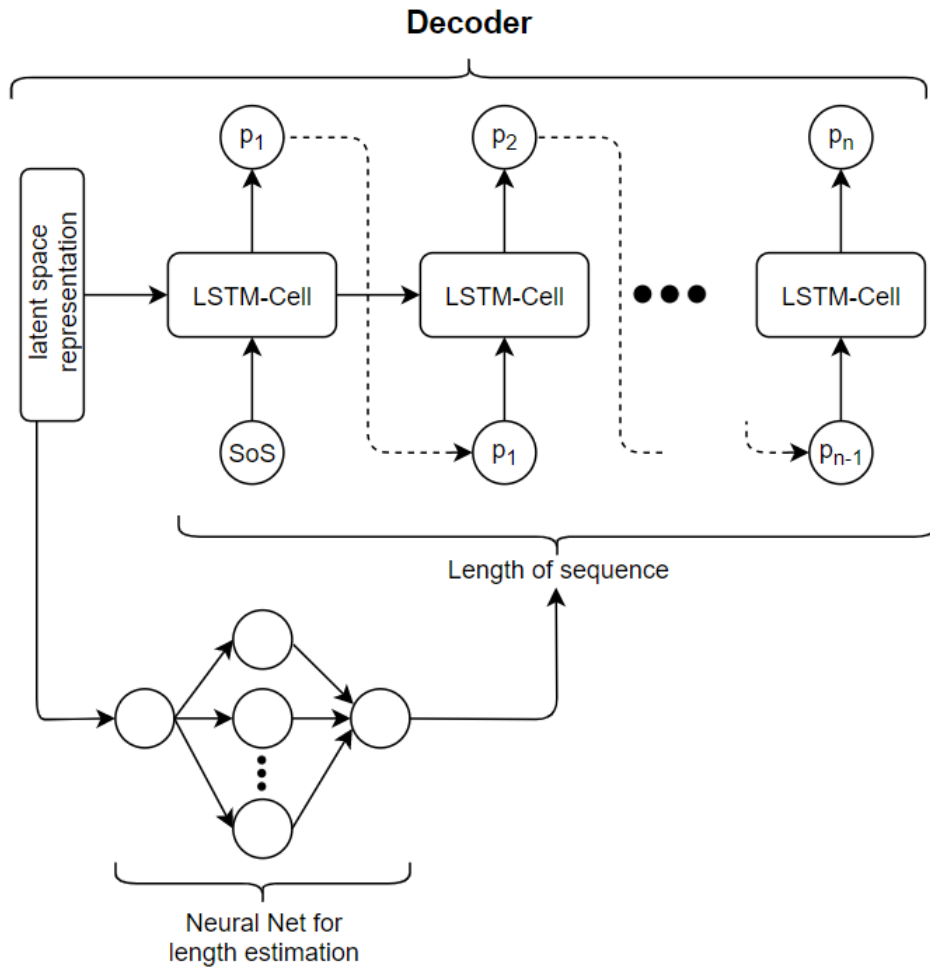 Decoder
p1
p2
pn
latent space
representation
LSTM-Cell
LSTM-Cell
LSTM-Cell
SoS
p1
pn-1
Length of sequence
Neural Net for
length estimation